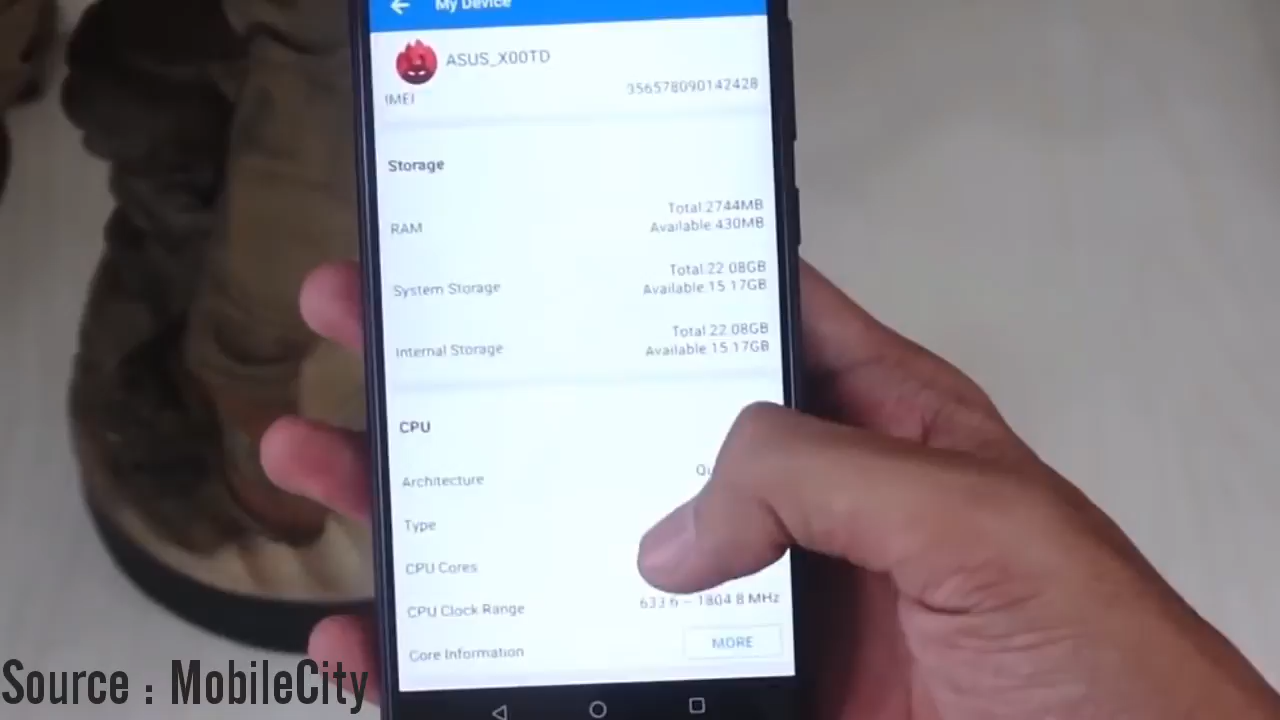 My Device
ASUS_X00TD
IMEI 356578090142428
Storage
Total:2744MB
RAM
Available:430MB
Total:22.08GB
System Storage
Available:15.17GB
Total:22.08GB
Internal Storage
Available:15.17GB
CPU
Architecture
Type
CPU Cores
CPU Clock Range 633.6 – 1804.8 MHz
Core Information MORE
Source : MobileCity